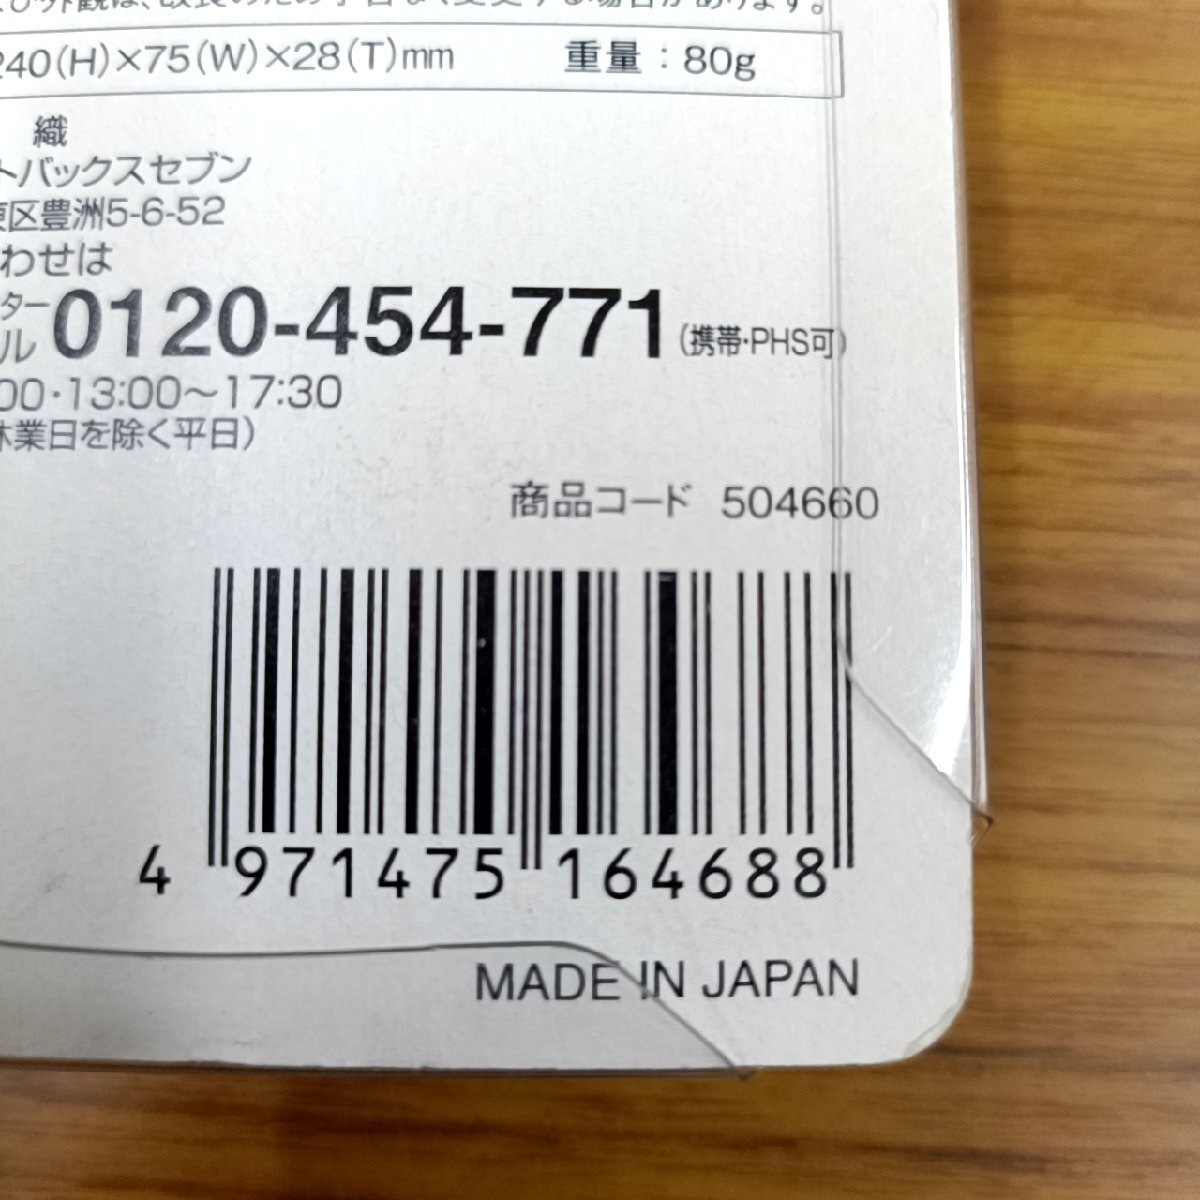 240(H)×75(W)×28(T)mm 重量：80g
織
トバックスセブン
東区豊洲5-6-52
わせは
ター
ル 0120-454-771 (携帯・PHS可)
00・13:00〜17:30
休業日を除く平日)
商品コード 504660
4 971475 164688
MADE IN JAPAN